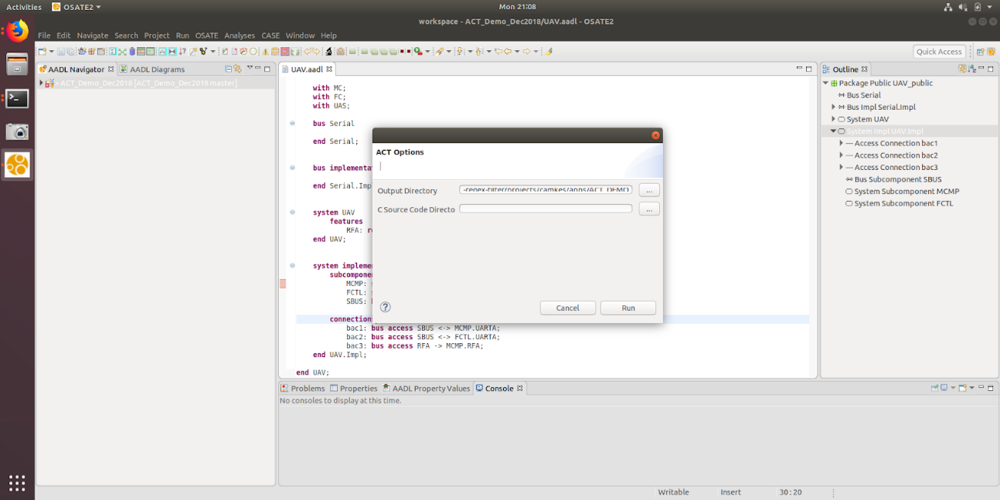 Activities OSATE2 Mon 21:08
workspace - ACT_Demo_Dec2018/UAV.aadl - OSATE2
File Edit Navigate Search Project Run OSATE Analyses CASE Window Help
Quick Access
AADL Navigator AADL Diagrams
> ACT_Demo_Dec2018 [ACT_Demo_Dec2018 master]
UAV.aadl
with MC;
with FC;
with UAS;
bus Serial
end Serial;
bus implementa
end Serial.Imp
system UAV
features
RFA: r
end UAV;
system impleme
subcompone
MCMP:
FCTL:
SBUS:
connection
bac1: bus access SBUS <-> MCMP.UARTA;
bac2: bus access SBUS <-> FCTL.UARTA;
bac3: bus access RFA -> MCMP.RFA;
end UAV.Impl;
end UAV;
ACT Options
Output Directory -regex-filter/projects/camkes/apps/ACT_DEMO ...
C Source Code Directo ...
? Cancel Run
Outline
Package Public UAV_public
Bus Serial
Bus Impl Serial.Impl
System UAV
System Impl UAV.Impl
Access Connection bac1
Access Connection bac2
Access Connection bac3
Bus Subcomponent SBUS
System Subcomponent MCMP
System Subcomponent FCTL
Problems Properties AADL Property Values Console
No consoles to display at this time.
Writable Insert 30:20